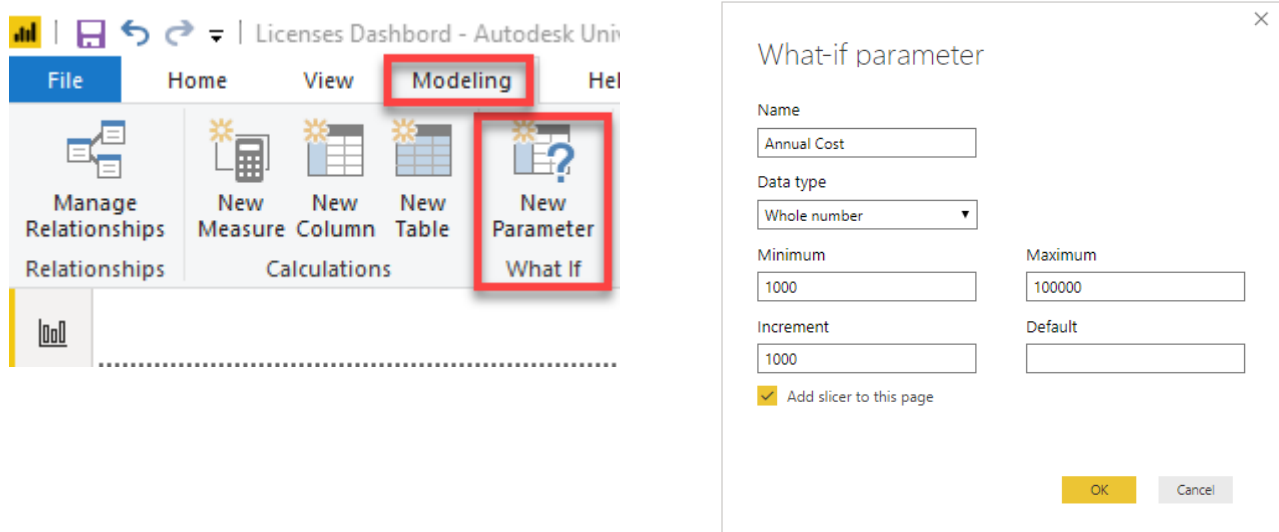 Licenses Dashbord - Autodesk Univ
File Home View Modeling Hel
Manage Relationships
New Measure
New Column
New Table
New Parameter
Relationships
Calculations
What If
What-if parameter
Name
Annual Cost
Data type
Whole number
Minimum Maximum
1000 100000
Increment Default
1000
Add slicer to this page
OK Cancel